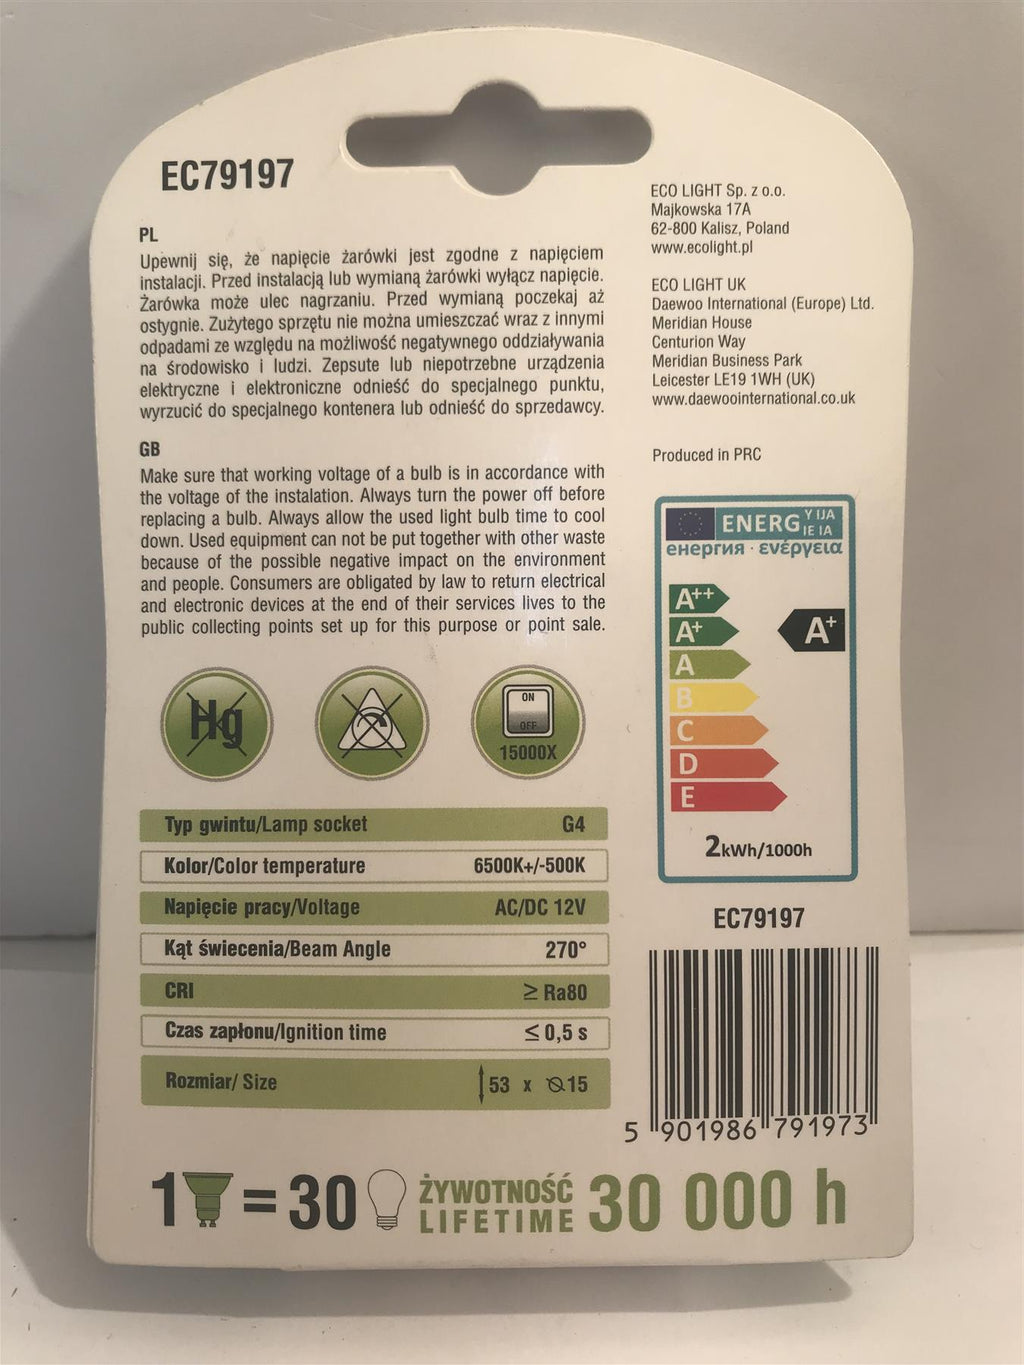 EC79197
PL
Upewnij się, że napięcie żarówki jest zgodne z napięciem
instalacji. Przed instalacją lub wymianą żarówki wyłącz napięcie.
Żarówka może ulec nagrzaniu. Przed wymianą poczekaj aż
ostygnie. Zużytego sprzętu nie można umieszczać wraz z innymi
odpadami ze względu na możliwość negatywnego oddziaływania
na środowisko i ludzi. Zepsute lub niepotrzebne urządzenia
elektryczne i elektroniczne odnieść do specjalnego punktu,
wyrzucić do specjalnego kontenera lub odnieść do sprzedawcy.
GB
Make sure that working voltage of a bulb is in accordance with
the voltage of the instalation. Always turn the power off before
replacing a bulb. Always allow the used light bulb time to cool
down. Used equipment can not be put together with other waste
because of the possible negative impact on the environment
and people. Consumers are obligated by law to return electrical
and electronic devices at the end of their services lives to the
public collecting points set up for this purpose or point sale.
ECO LIGHT Sp. z o.o.
Majkowska 17A
62-800 Kalisz, Poland
www.ecolight.pl
ECO LIGHT UK
Daewoo International (Europe) Ltd.
Meridian House
Centurion Way
Meridian Business Park
Leicester LE19 1WH (UK)
www.daewoointernational.co.uk
Produced in PRC
ENERG Y IJA
IE IA
енергия · ενέργεια
A++
A+ A+
A
B
C
D
E
2kWh/1000h
Hg
ON
OFF
15000X
Typ gwintu/Lamp socket G4
Kolor/Color temperature 6500K+/-500K
Napięcie pracy/Voltage AC/DC 12V
Kąt świecenia/Beam Angle 270°
CRI ≥ Ra80
Czas zapłonu/Ignition time ≤ 0,5 s
Rozmiar/ Size 53 x ⌀15
EC79197
5 901986 791973
1 = 30 ŻYWOTNOŚĆ
LIFETIME 30 000 h